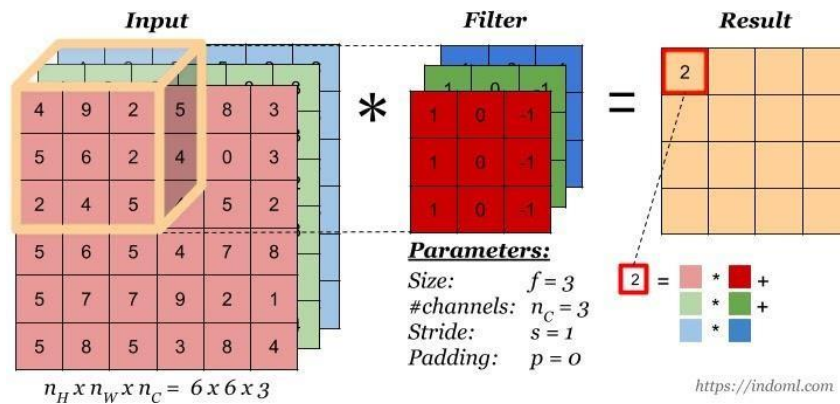 Input Filter Result
4 9 2 5 8 3
5 6 2 4 0 3
2 4 5 5 2
5 6 5 4 7 8
5 7 7 9 2 1
5 8 5 3 8 4
*
1 0 -1
1 0 -1
1 0 -1
=
2
n_H x n_W x n_C = 6 x 6 x 3
Parameters:
Size: f = 3
#channels: n_C = 3
Stride: s = 1
Padding: p = 0
2 = * +
* +
*
https://indoml.com